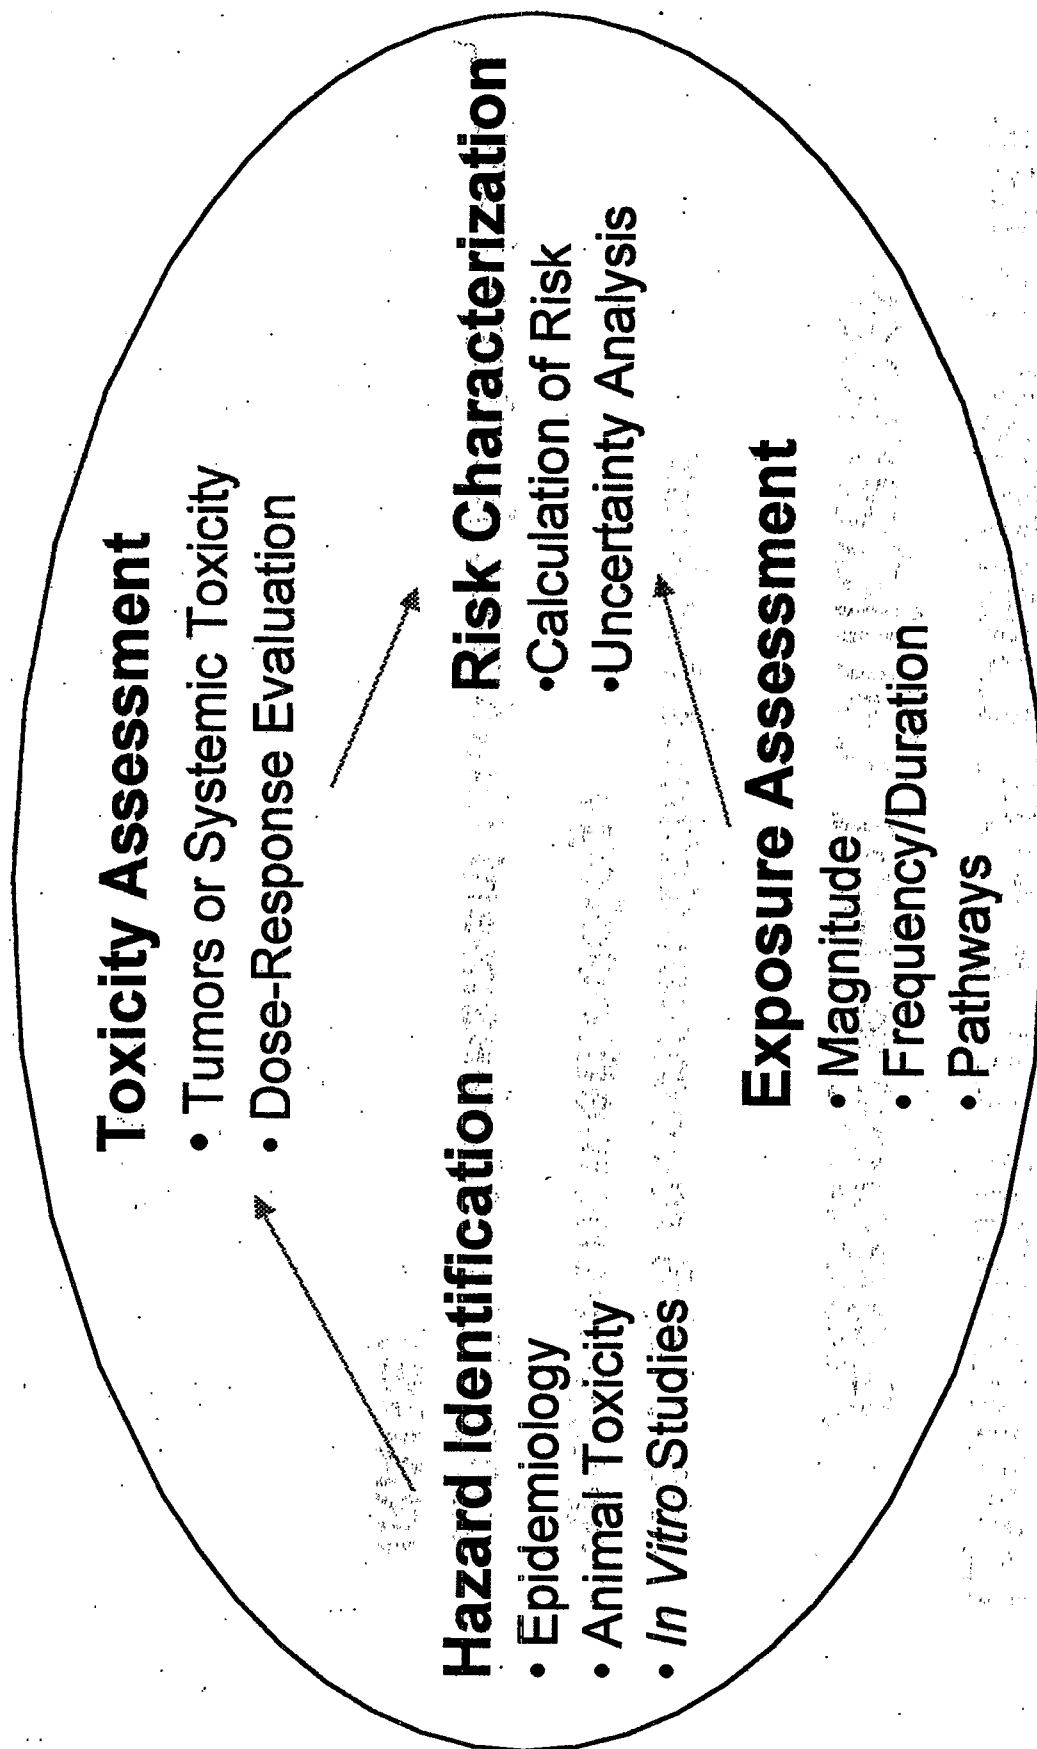 Toxicity Assessment
• Tumors or Systemic Toxicity
• Dose-Response Evaluation
Hazard Identification
• Epidemiology
• Animal Toxicity
• In Vitro Studies
Risk Characterization
•Calculation of Risk
•Uncertainty Analysis
Exposure Assessment
• Magnitude
• Frequency/Duration
• Pathways